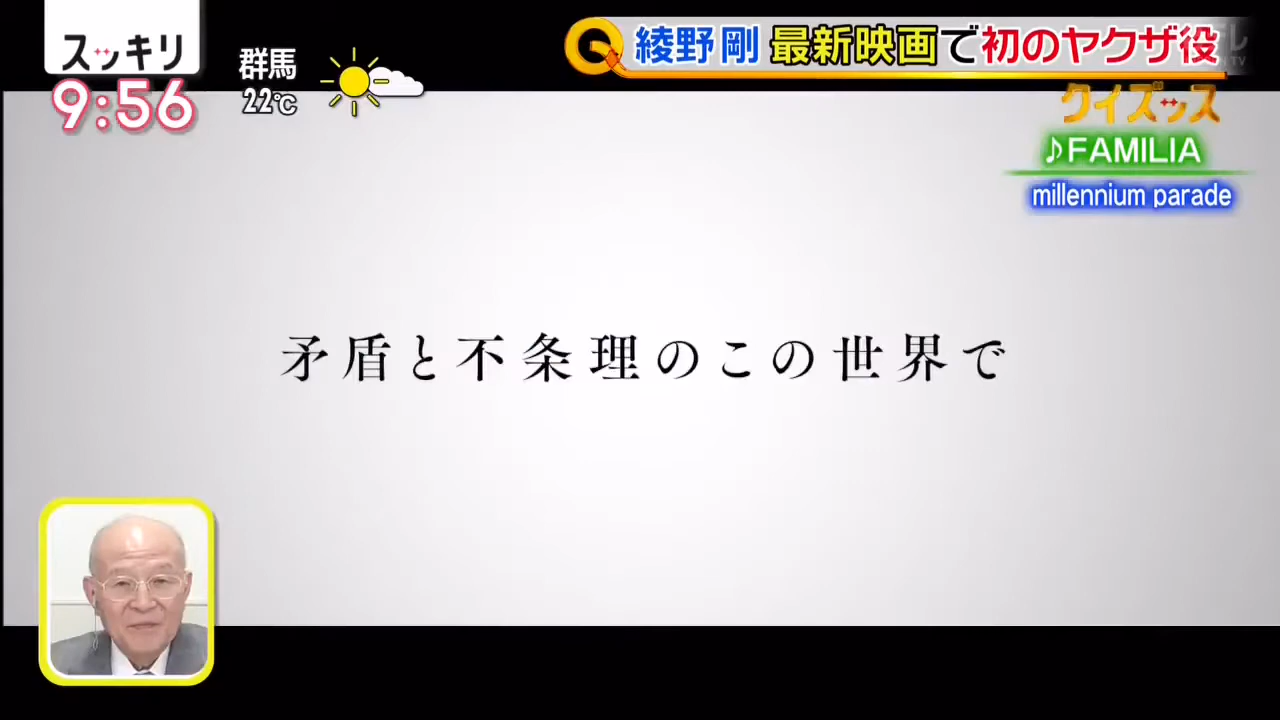 スッキリ
9:56
群馬
22℃
綾野剛 最新映画で初のヤクザ役
クイズッス
♪FAMILIA
millennium parade
矛盾と不条理のこの世界で